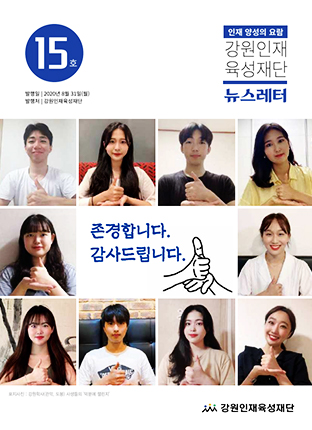 15호
발행일 | 2020년 8월 31일(월)
발행처 | 강원인재육성재단
인재 양성의 요람
강원인재
육성재단
뉴스레터
존경합니다.
감사드립니다.
강원인재육성재단